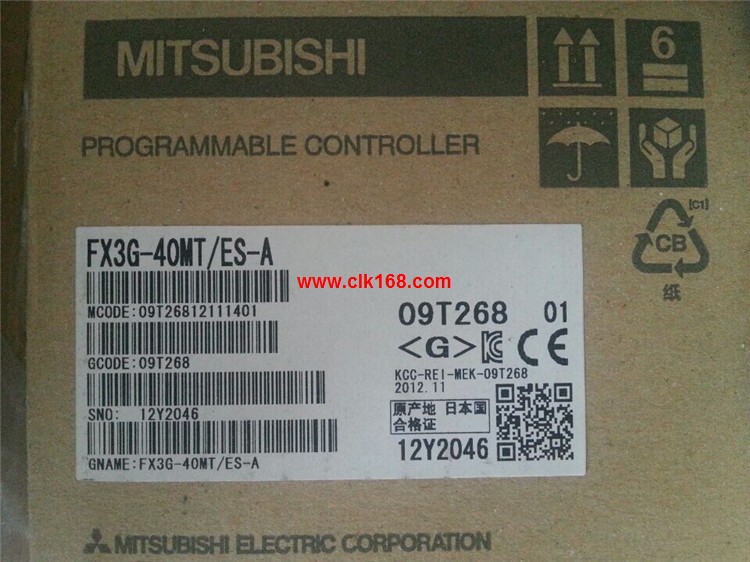 MITSUBISHI
6
PROGRAMMABLE CONTROLLER
[C1]
CB
纸
FX3G-40MT/ES-A
www.clk168.com
MCODE:09T26812111401
09T268 01
<G> KC CE
GCODE:09T268
KCC-REI-MEK-09T268
2012.11
SNO: 12Y2046
原产地 日本国
合格证
12Y2046
GNAME:FX3G-40MT/ES-A
MITSUBISHI ELECTRIC CORPORATION